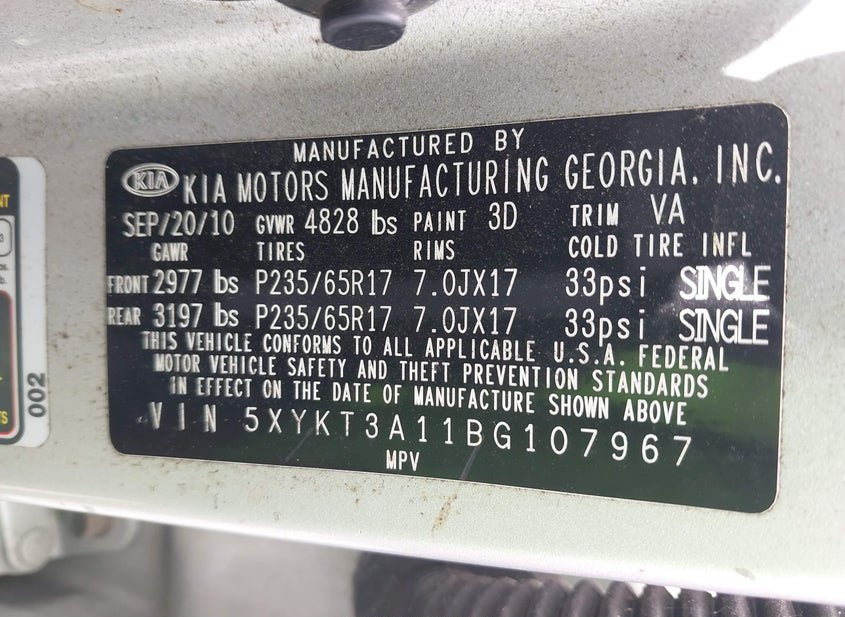 MANUFACTURED BY
KIA KIA MOTORS MANUFACTURING GEORGIA, INC.
SEP/20/10 GVWR 4828 lbs PAINT 3D TRIM VA
GAWR TIRES RIMS COLD TIRE INFL
FRONT 2977 lbs P235/65R17 7.0JX17 33psi SINGLE
REAR 3197 lbs P235/65R17 7.0JX17 33psi SINGLE
THIS VEHICLE CONFORMS TO ALL APPLICABLE U.S.A. FEDERAL
MOTOR VEHICLE SAFETY AND THEFT PREVENTION STANDARDS
IN EFFECT ON THE DATE OF MANUFACTURE SHOWN ABOVE
VIN 5XYKT3A11BG107967
MPV
002